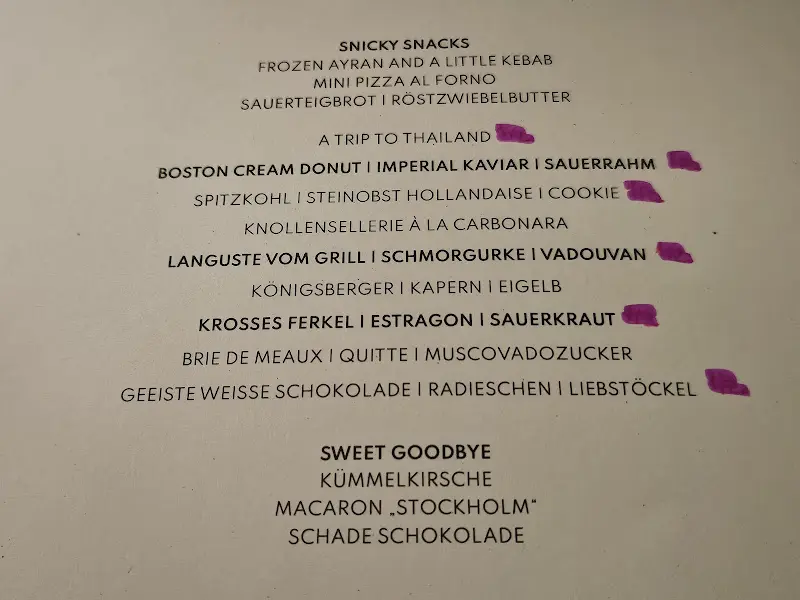 SNICKY SNACKS
FROZEN AYRAN AND A LITTLE KEBAB
MINI PIZZA AL FORNO
SAUERTEIGBROT | RÖSTZWIEBELBUTTER
A TRIP TO THAILAND
BOSTON CREAM DONUT | IMPERIAL KAVIAR | SAUERRAHM
SPITZKOHL | STEINOBST HOLLANDAISE | COOKIE
KNOLLENSELLERIE À LA CARBONARA
LANGUSTE VOM GRILL | SCHMORGURKE | VADOUVAN
KÖNIGSBERGER | KAPERN | EIGELB
KROSSES FERKEL | ESTRAGON | SAUERKRAUT
BRIE DE MEAUX | QUITTE | MUSCOVADOZUCKER
GEEISTE WEISSE SCHOKOLADE | RADIESCHEN | LIEBSTÖCKEL
SWEET GOODBYE
KÜMMELKIRSCHE
MACARON „STOCKHOLM“
SCHADE SCHOKOLADE